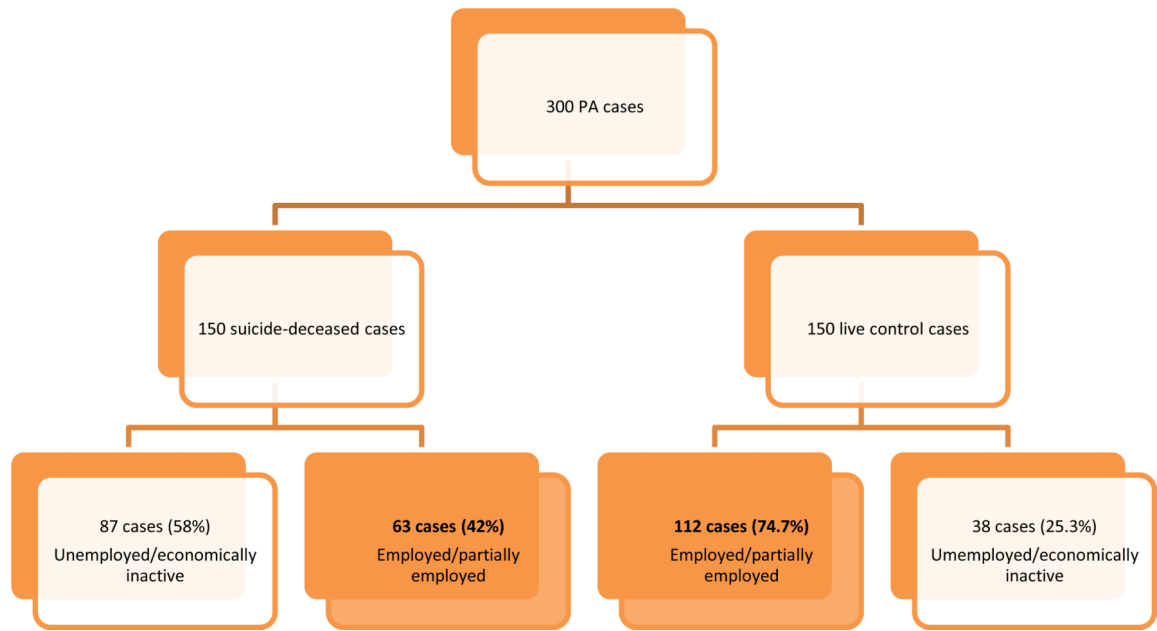 300 PA cases
150 suicide-deceased cases
150 live control cases
87 cases (58%)
Unemployed/economically
inactive
63 cases (42%)
Employed/partially
employed
112 cases (74.7%)
Employed/partially
employed
38 cases (25.3%)
Umemployed/economically
inactive